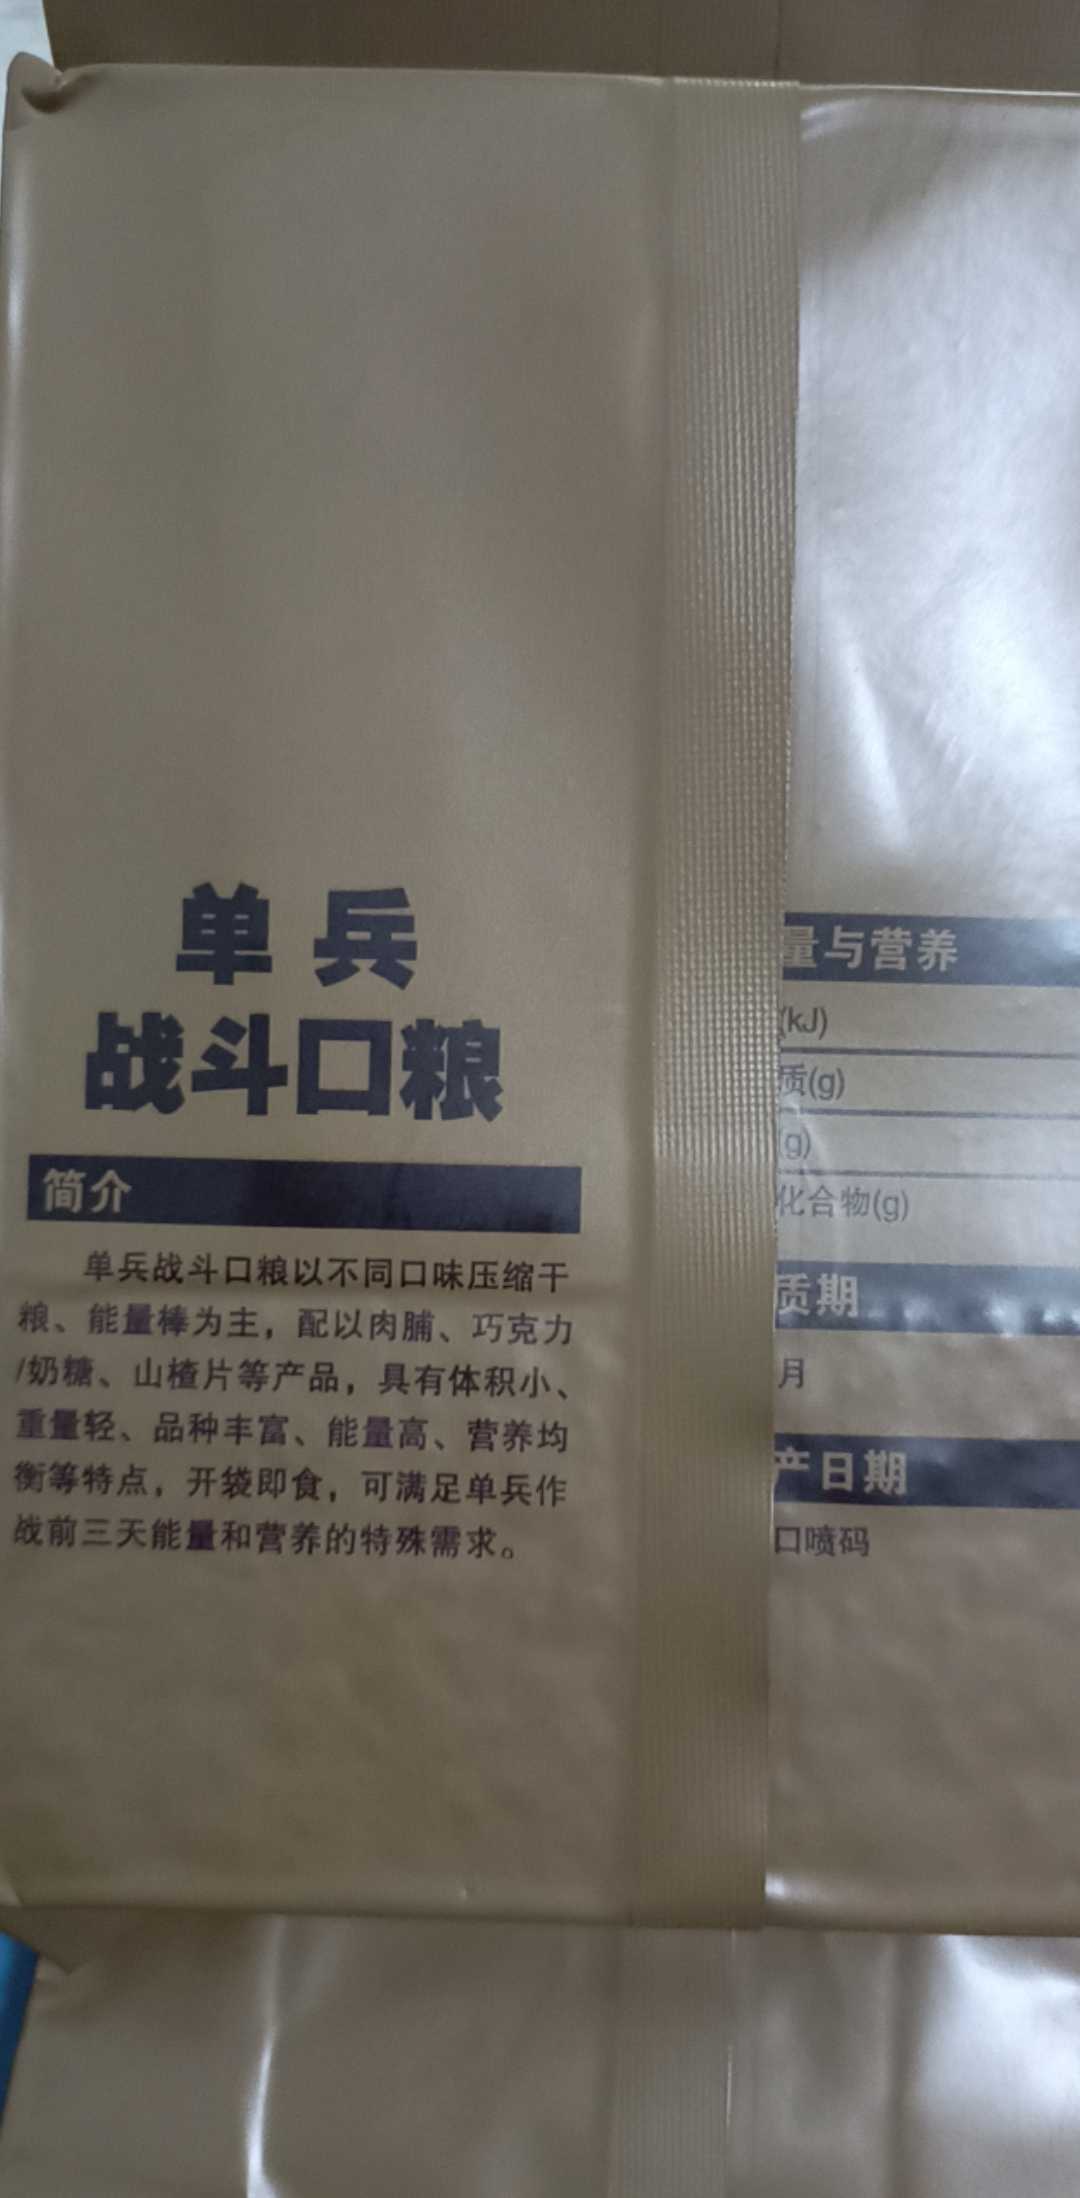 单兵
战斗口粮
简介
单兵战斗口粮以不同口味压缩干
粮、能量棒为主，配以肉脯、巧克力
/奶糖、山楂片等产品，具有体积小、
重量轻、品种丰富、能量高、营养均
衡等特点，开袋即食，可满足单兵作
战前三天能量和营养的特殊需求。
量与营养
(kJ)
质(g)
(g)
化合物(g)
质期
月
产日期
口喷码